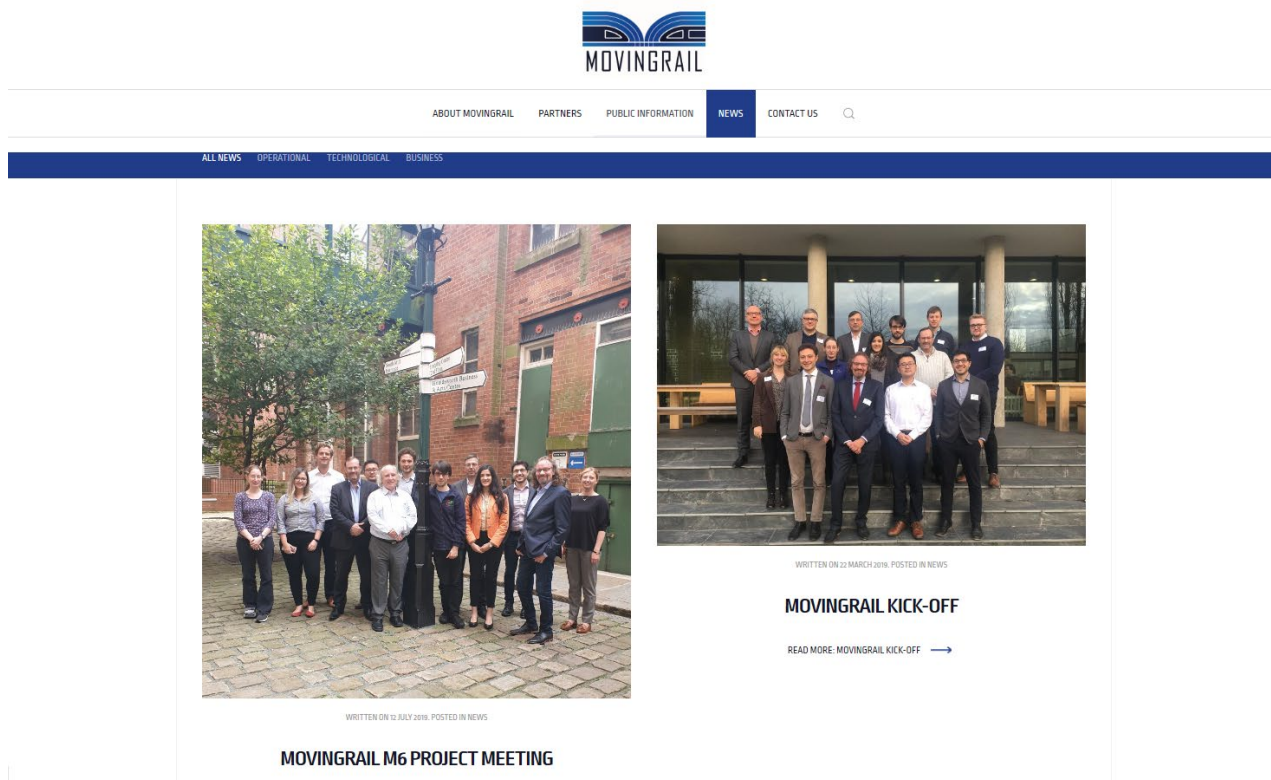 MOVINGRAIL
ABOUT MOVINGRAIL PARTNERS PUBLIC INFORMATION NEWS CONTACT US
ALL NEWS OPERATIONAL TECHNOLOGICAL BUSINESS
WRITTEN ON 22 MARCH 2019. POSTED IN NEWS
MOVINGRAIL KICK-OFF
READ MORE: MOVINGRAIL KICK-OFF
WRITTEN ON 12 JULY 2019. POSTED IN NEWS
MOVINGRAIL M6 PROJECT MEETING